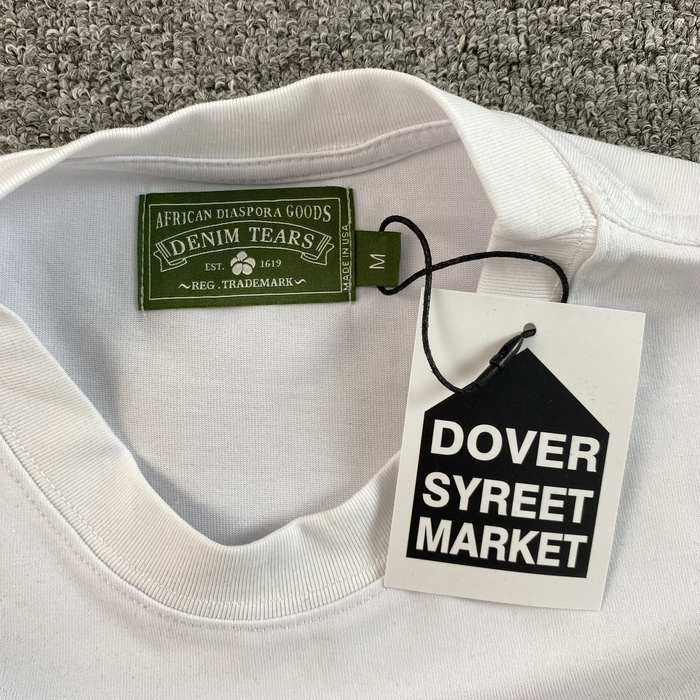 AFRICAN DIASPORA GOODS
DENIM TEARS
EST. 1619
~REG. TRADEMARK~
MADE IN USA
M
DOVER
SYREET
MARKET